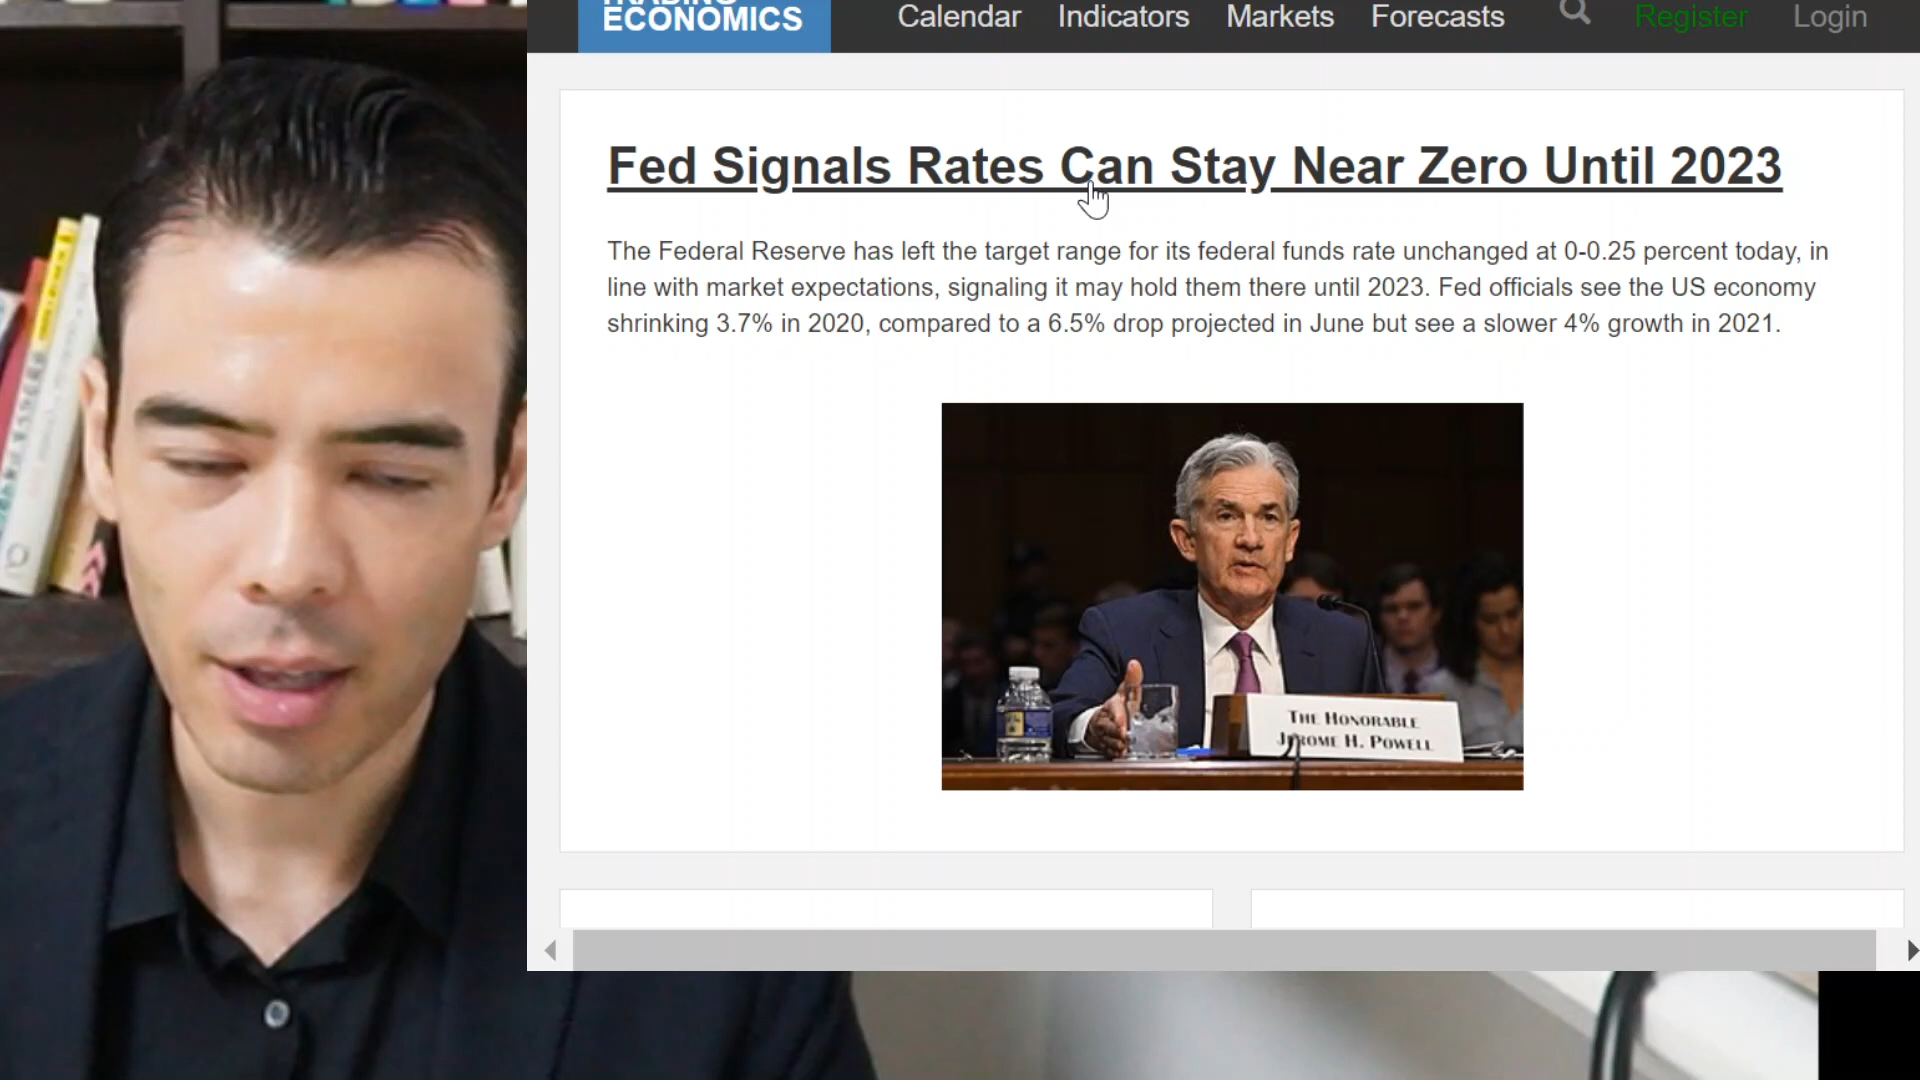 TRADING
ECONOMICS
Calendar Indicators Markets Forecasts Register Login
Fed Signals Rates Can Stay Near Zero Until 2023
The Federal Reserve has left the target range for its federal funds rate unchanged at 0-0.25 percent today, in
line with market expectations, signaling it may hold them there until 2023. Fed officials see the US economy
shrinking 3.7% in 2020, compared to a 6.5% drop projected in June but see a slower 4% growth in 2021.
THE HONORABLE
JEROME H. POWELL